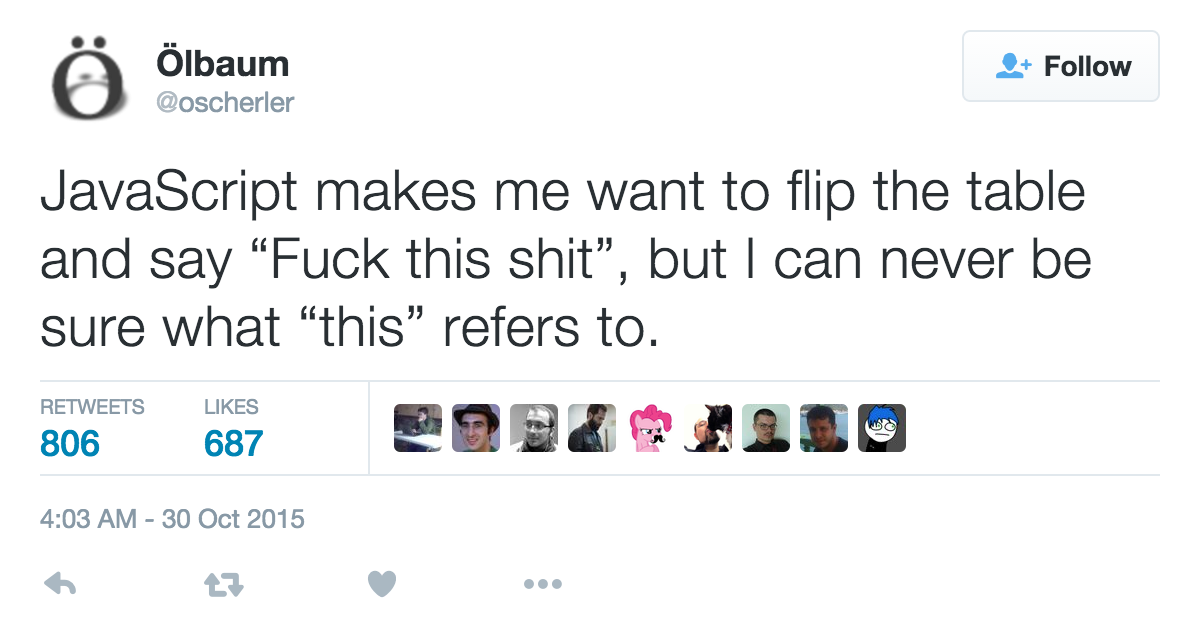 Ölbaum
@oscherler
Follow
JavaScript makes me want to flip the table
and say “Fuck this shit”, but I can never be
sure what “this” refers to.
RETWEETS
806
LIKES
687
4:03 AM - 30 Oct 2015